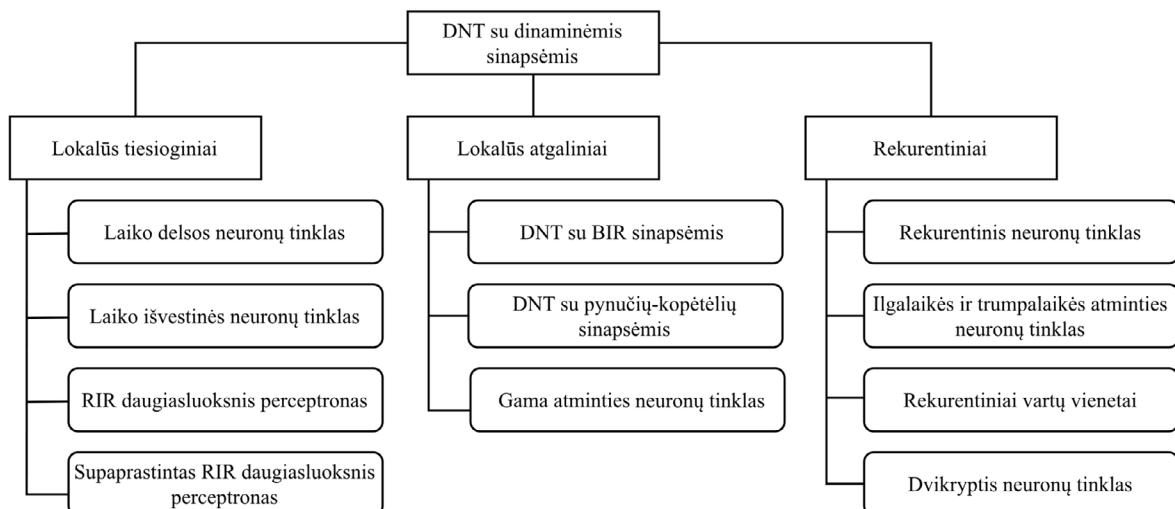 DNT su dinaminėmis
sinapsėmis
Lokalūs tiesioginiai
Laiko delsos neuronų tinklas
Laiko išvestinės neuronų tinklas
RIR daugiasluoksnis perceptronas
Supaprastintas RIR daugiasluoksnis
perceptronas
Lokalūs atgaliniai
DNT su BIR sinapsėmis
DNT su pynučių-kopėtėlių
sinapsėmis
Gama atminties neuronų tinklas
Rekurentiniai
Rekurentinis neuronų tinklas
Ilgalaikės ir trumpalaikės atminties
neuronų tinklas
Rekurentiniai vartų vienetai
Dvikryptis neuronų tinklas